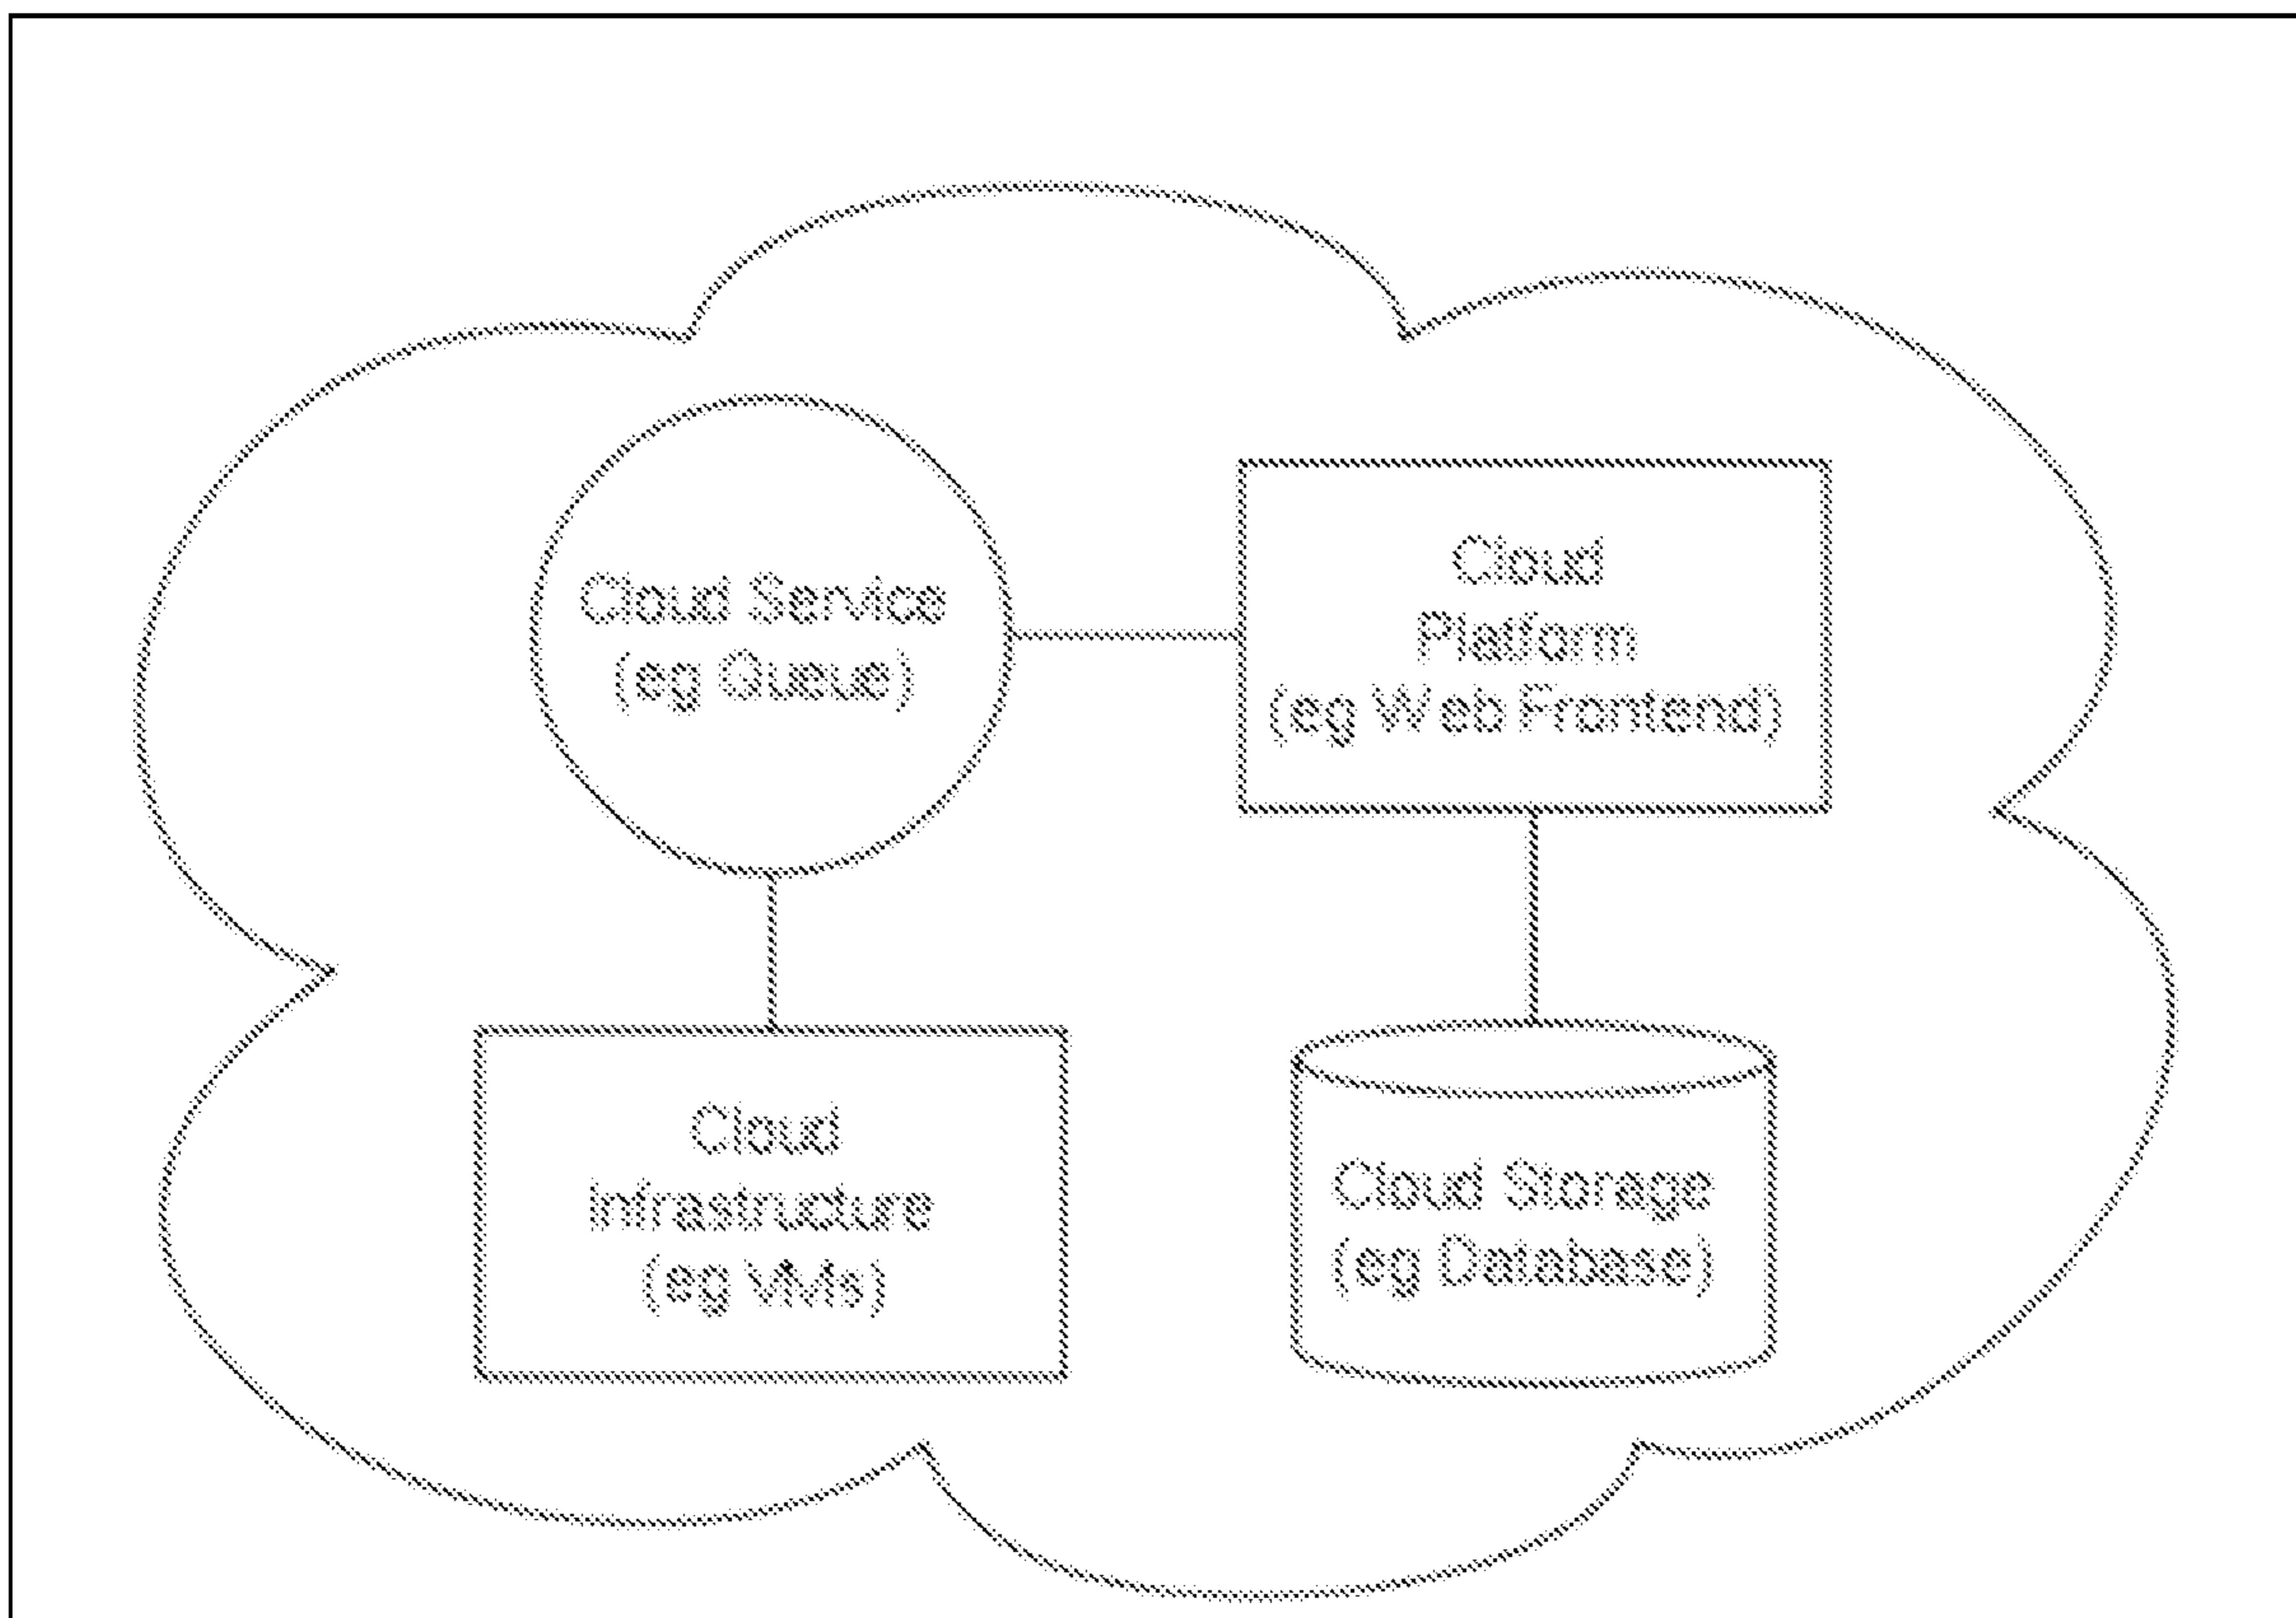 Cloud Service
(eg Queue)
Cloud
Platform
(eg Web Frontend)
Cloud
Infrastructure
(eg VMs)
Cloud Storage
(eg Database)